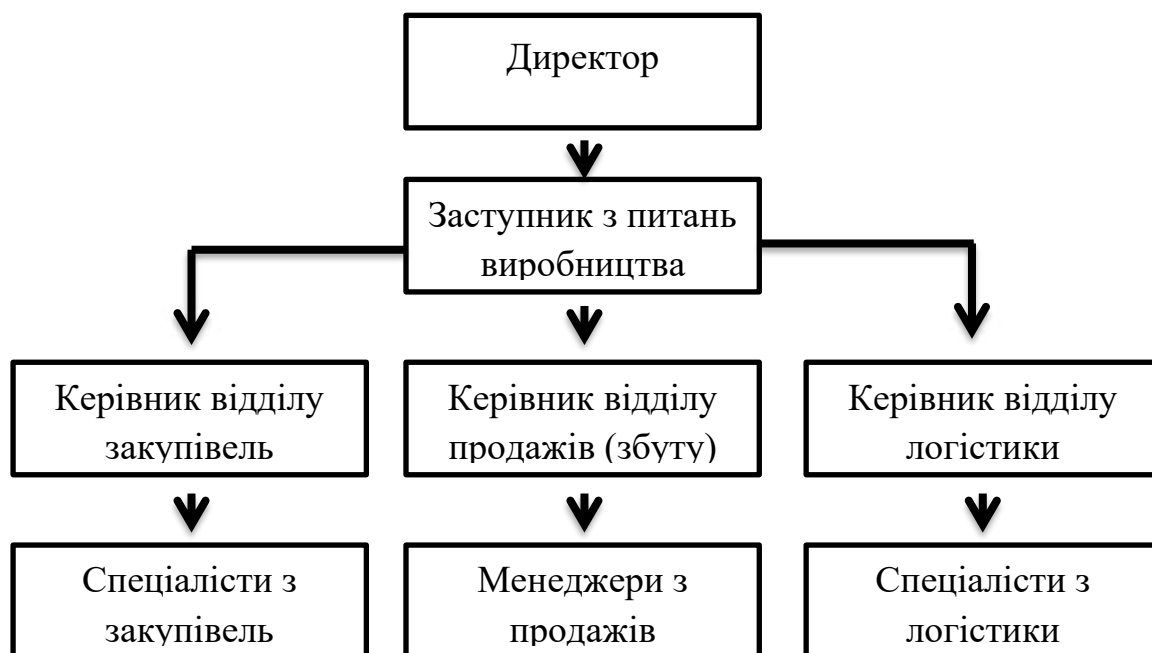 Директор
Заступник з питань
виробництва
Керівник відділу
закупівель
Керівник відділу
продажів (збуту)
Керівник відділу
логістики
Спеціалісти з
закупівель
Менеджери з
продажів
Спеціалісти з
логістики